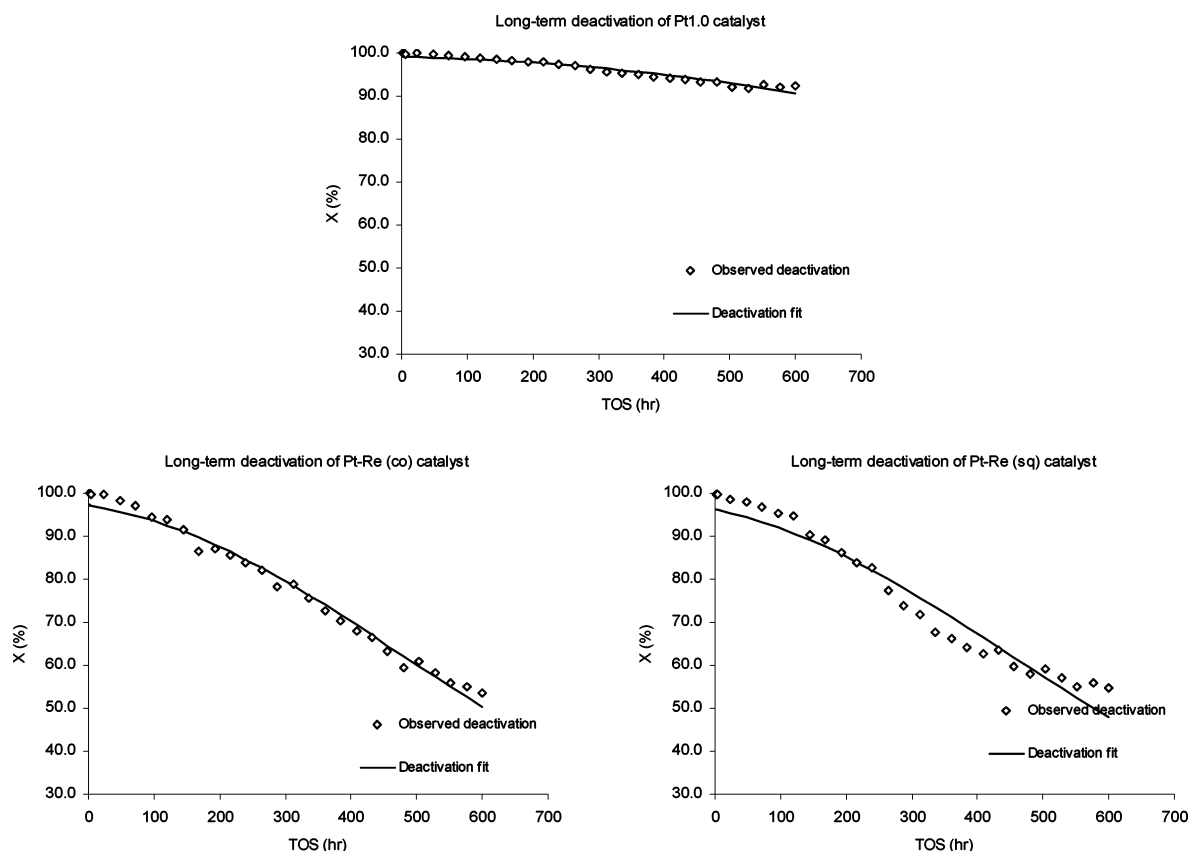 Long-term deactivation of Pt1.0 catalyst
100.0
90.0
80.0
70.0
60.0
50.0
40.0
30.0
X (%)
Observed deactivation
Deactivation fit
0 100 200 300 400 500 600 700
TOS (hr)
Long-term deactivation of Pt-Re (co) catalyst
100.0
90.0
80.0
70.0
60.0
50.0
40.0
30.0
X (%)
Observed deactivation
Deactivation fit
0 100 200 300 400 500 600 700
TOS (hr)
Long-term deactivation of Pt-Re (sq) catalyst
100.0
90.0
80.0
70.0
60.0
50.0
40.0
30.0
X (%)
Observed deactivation
Deactivation fit
0 100 200 300 400 500 600 700
TOS (hr)